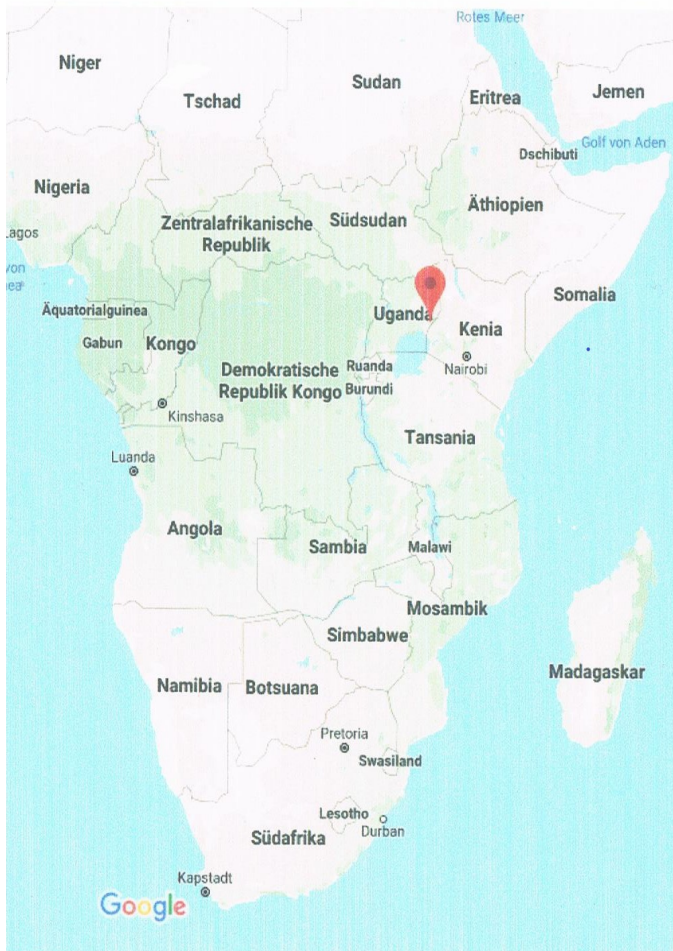 Rotes Meer
Niger
Sudan
Tschad
Eritrea
Jemen
Golf von Aden
Dschibuti
Nigeria
Äthiopien
Zentralafrikanische
Republik
Südsudan
Lagos
von
Somalia
Äquatorialguinea
Uganda
Kenia
Gabun
Kongo
Nairobi
Ruanda
Demokratische
Republik Kongo
Burundi
Kinshasa
Tansania
Luanda
Angola
Sambia
Malawi
Mosambik
Simbabwe
Madagaskar
Namibia
Botsuana
Pretoria
Swasiland
Lesotho
Durban
Südafrika
Kapstadt
Google